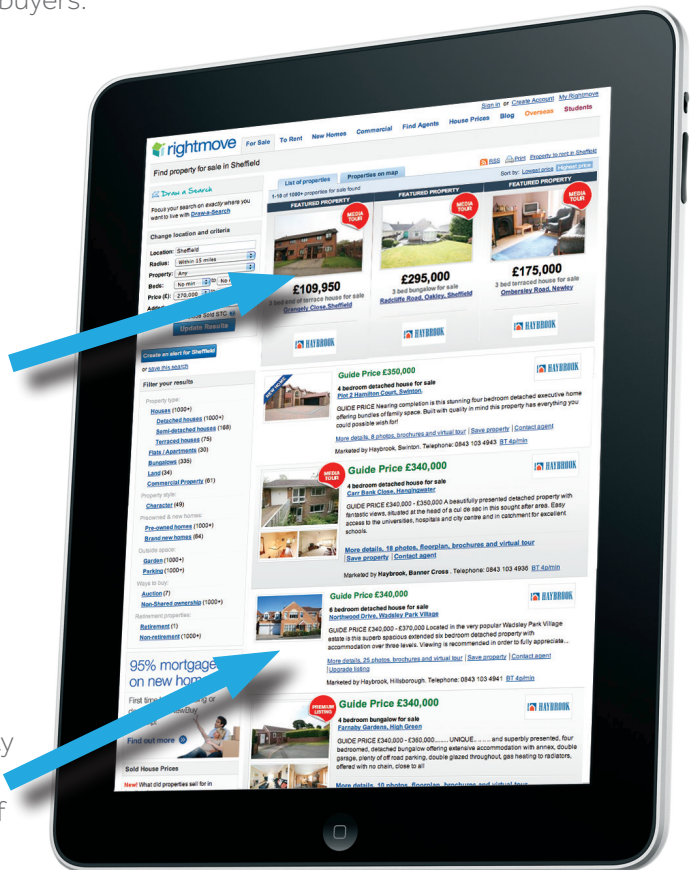 buyers.
rightmove
For Sale To Rent New Homes Commercial Find Agents House Prices Blog Overseas Students
Sign in or Create Account My Rightmove
Find property for sale in Sheffield
RSS Print Property to rent in Sheffield
Draw a Search
Focus your search on exactly where you
want to live with Draw-a-Search
Change location and criteria
Location: Sheffield
Radius: Within 15 miles
Property: Any
Beds: No min to
Price (£): 270,000
Sold STC
Update Results
Create an alert for Sheffield
or save this search
Filter your results
Property type:
Houses (1000+)
Detached houses (1000+)
Semi-detached houses (168)
Terraced houses (75)
Flats / Apartments (30)
Bungalows (335)
Land (34)
Commercial Property (61)
Property style:
Character (49)
Preowned & new homes:
Pre-owned homes (1000+)
Brand new homes (64)
Outside space:
Garden (1000+)
Parking (1000+)
Ways to buy:
Auction (7)
Non-Shared ownership (1000+)
Retirement properties:
Retirement (1)
Non-retirement (1000+)
95% mortgage
on new
First time
Find out more
Sold House Prices
New! What did properties sell for in
List of properties Properties on map
1-10 of 1000+ properties for sale found
Sort by: Lowest price Highest price
FEATURED PROPERTY FEATURED PROPERTY FEATURED PROPERTY
MEDIA TOUR MEDIA TOUR MEDIA TOUR
£109,950
3 bed end of terrace house for sale
Grangely Close, Sheffield
HAYBROOK
£295,000
3 bed bungalow for sale
Radcliffe Road, Oakley, Sheffield
HAYBROOK
£175,000
3 bed terraced house for sale
Ombersley Road, Newley
HAYBROOK
NEW HOME
Guide Price £350,000
HAYBROOK
4 bedroom detached house for sale
Plot 2 Hamilton Court, Swinton,
GUIDE PRICE Nearing completion is this stunning four bedroom detached executive home
offering bundles of family space. Built with quality in mind this property has everything you
could possible wish for!
More details, 8 photos, brochures and virtual tour | Save property | Contact agent
Marketed by Haybrook, Swinton. Telephone: 0843 103 4943 BT 4p/min
MEDIA TOUR
Guide Price £340,000
HAYBROOK
4 bedroom detached house for sale
Carr Bank Close, Hangingwater
GUIDE PRICE £340,000 - £350,000 A beautifully presented detached property with
fantastic views, situated at the head of a cul de sac in this sought after area. Easy
access to the universities, hospitals and city centre and in catchment for excellent
schools.
More details, 18 photos, floorplan, brochures and virtual tour
| Save property | Contact agent
Marketed by Haybrook, Banner Cross . Telephone: 0843 103 4936 BT 4p/min
Guide Price £340,000
HAYBROOK
6 bedroom detached house for sale
Northwood Drive, Wadsley Park Village
GUIDE PRICE £340,000 - £370,000 Located in the very popular Wadsley Park Village
estate is this superb spacious extended six bedroom detached property with
accommodation over three levels. Viewing is recommended in order to fully appreciate...
More details, 25 photos, brochures and virtual tour | Save property | Contact agent
| Upgrade listing
Marketed by Haybrook, Hillsborough. Telephone: 0843 103 4941 BT 4p/min
PREMIUM LISTING
Guide Price £340,000
HAYBROOK
4 bedroom bungalow for sale
Farnaby Gardens, High Green
GUIDE PRICE £340,000 - £360,000......... UNIQUE......... and superbly presented, four
bedroomed, detached bungalow offering extensive accommodation with annex, double
garage, plenty of off road parking, double glazed throughout, gas heating to radiators,
offered with no chain, close to all
More details, 10 photos, floorplan, brochures and virtual tour